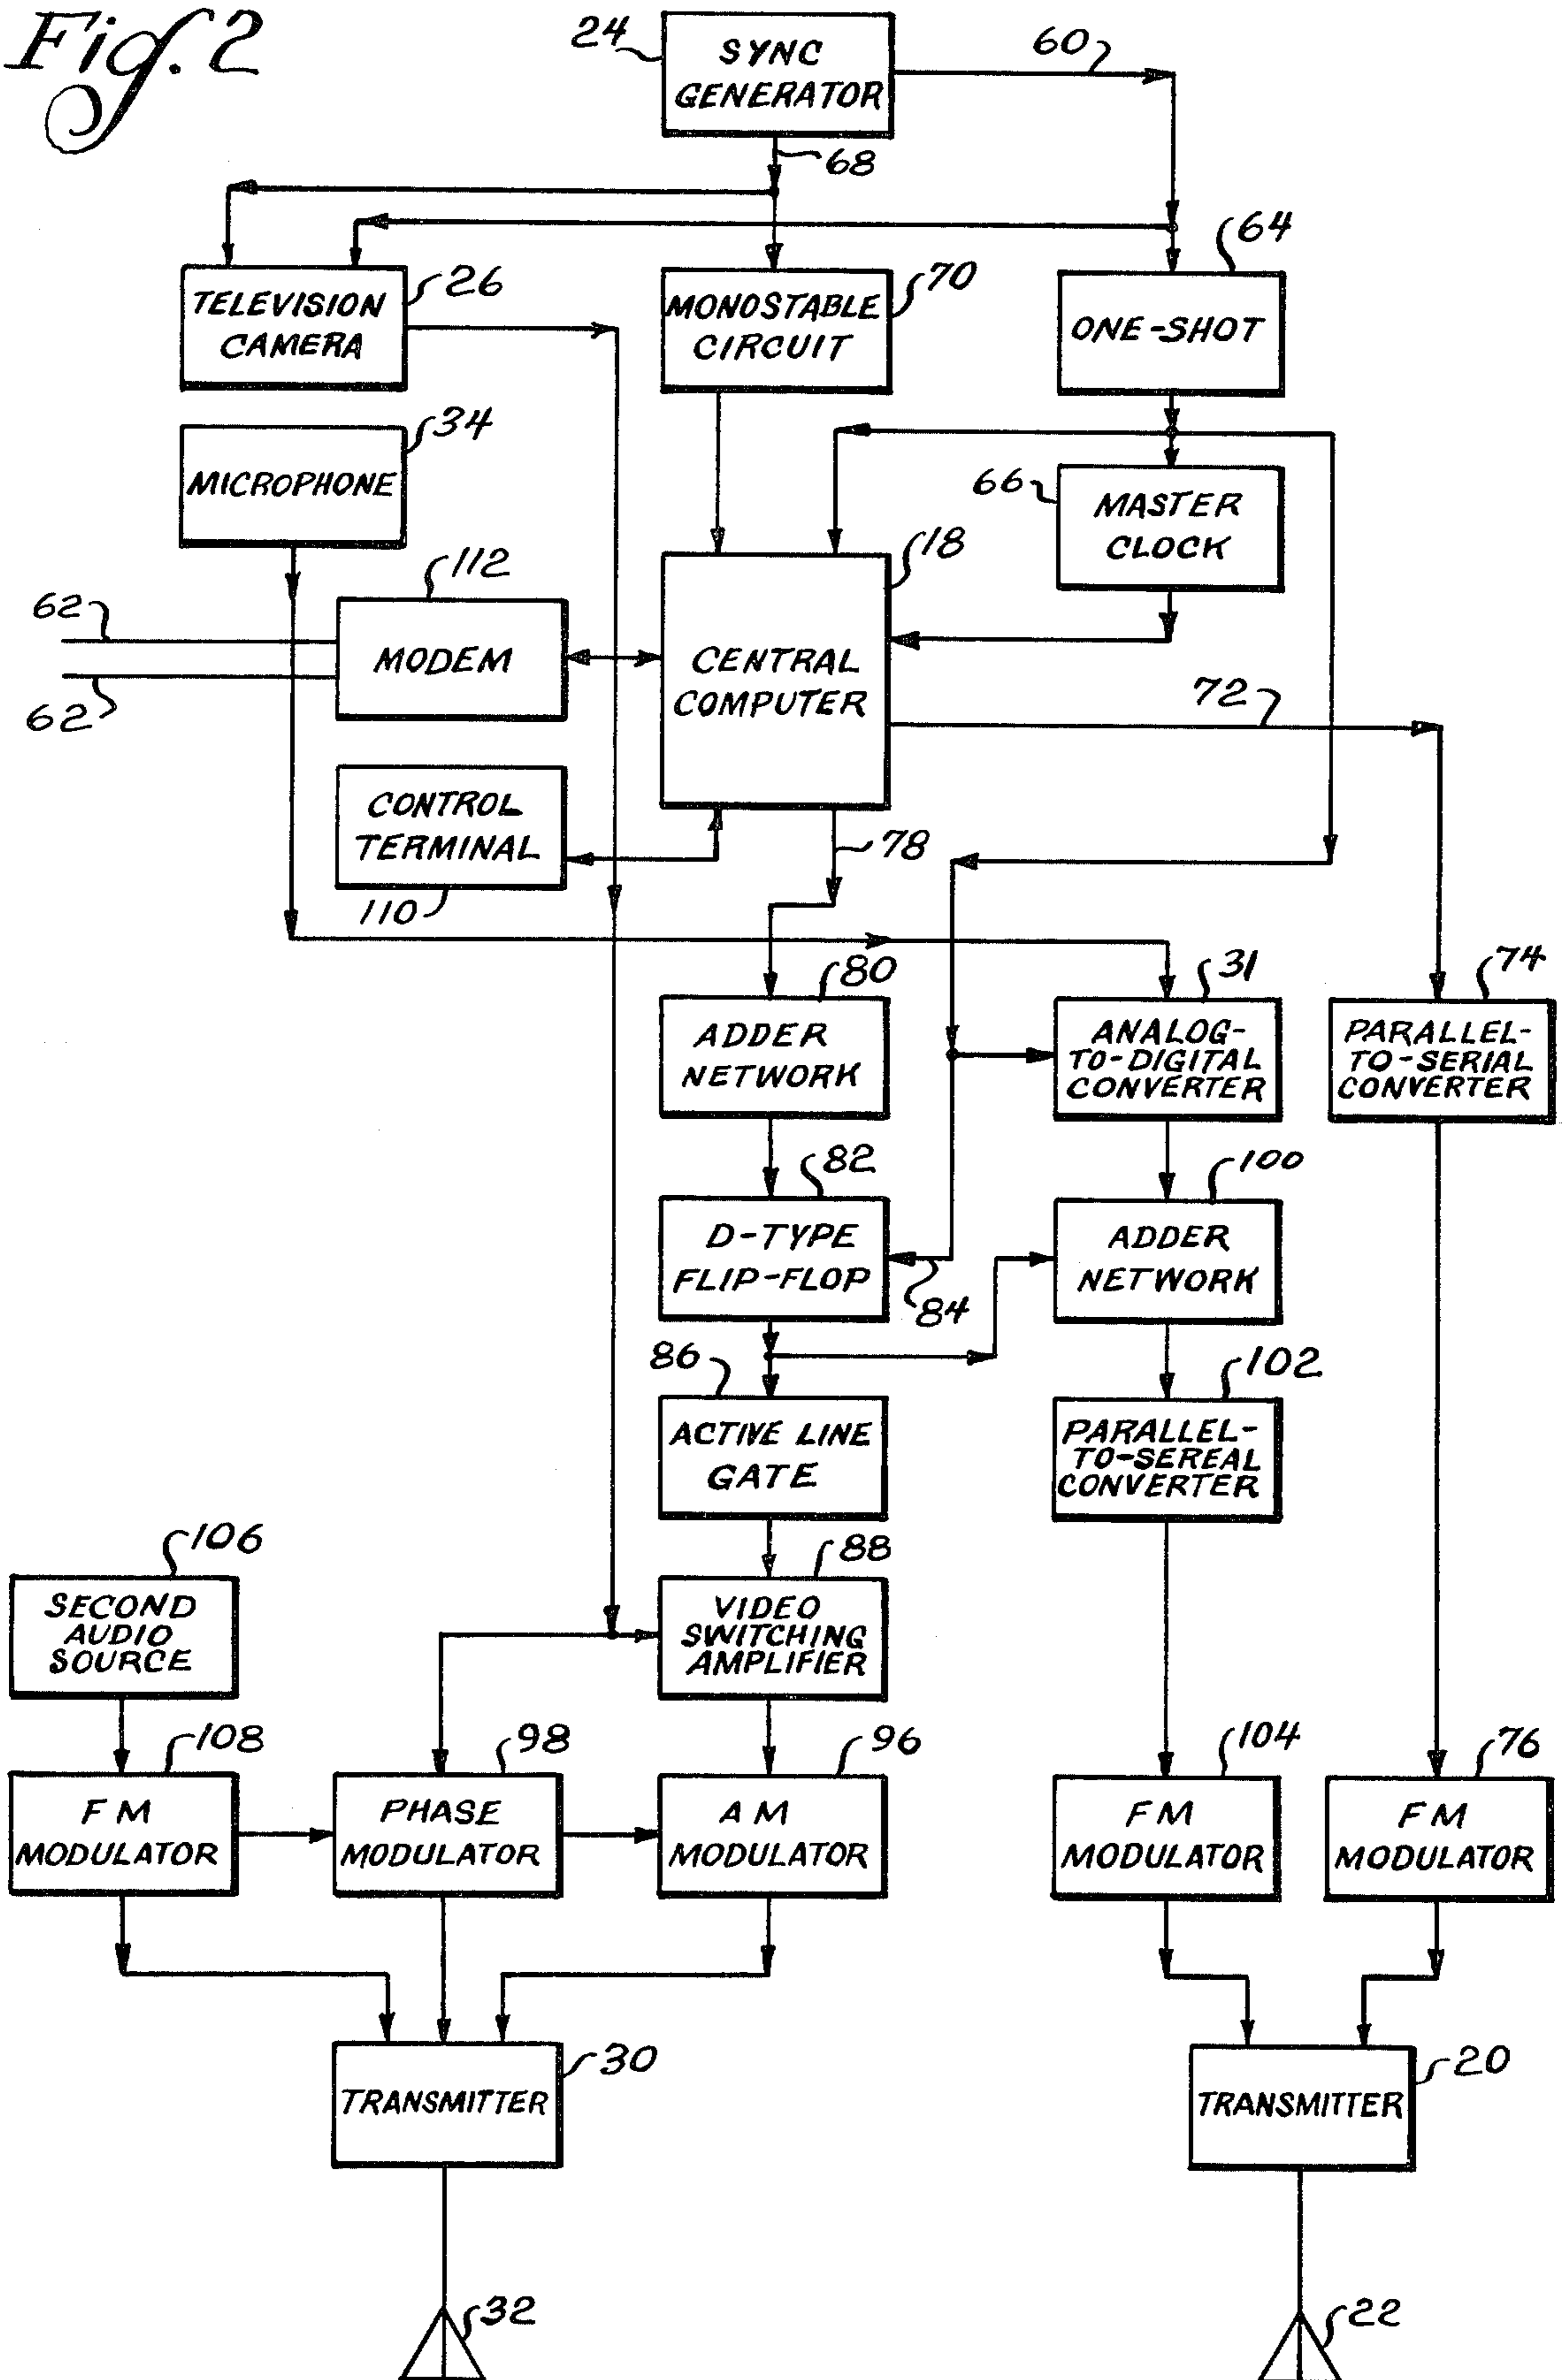 Fig. 2
24
SYNC
GENERATOR
60
68
64
26
TELEVISION
CAMERA
70
MONOSTABLE
CIRCUIT
ONE-SHOT
34
MICROPHONE
66
MASTER
CLOCK
18
112
62
MODEM
CENTRAL
COMPUTER
62
72
CONTROL
TERMINAL
110
78
80
31
74
ADDER
NETWORK
ANALOG-
TO-DIGITAL
CONVERTER
PARALLEL-
TO-SERIAL
CONVERTER
82
100
D-TYPE
FLIP-FLOP
84
ADDER
NETWORK
86
102
ACTIVE LINE
GATE
PARALLEL-
TO-SEREAL
CONVERTER
106
88
SECOND
AUDIO
SOURCE
VIDEO
SWITCHING
AMPLIFIER
108
98
96
104
76
FM
MODULATOR
PHASE
MODULATOR
AM
MODULATOR
FM
MODULATOR
FM
MODULATOR
30
TRANSMITTER
20
TRANSMITTER
32
22